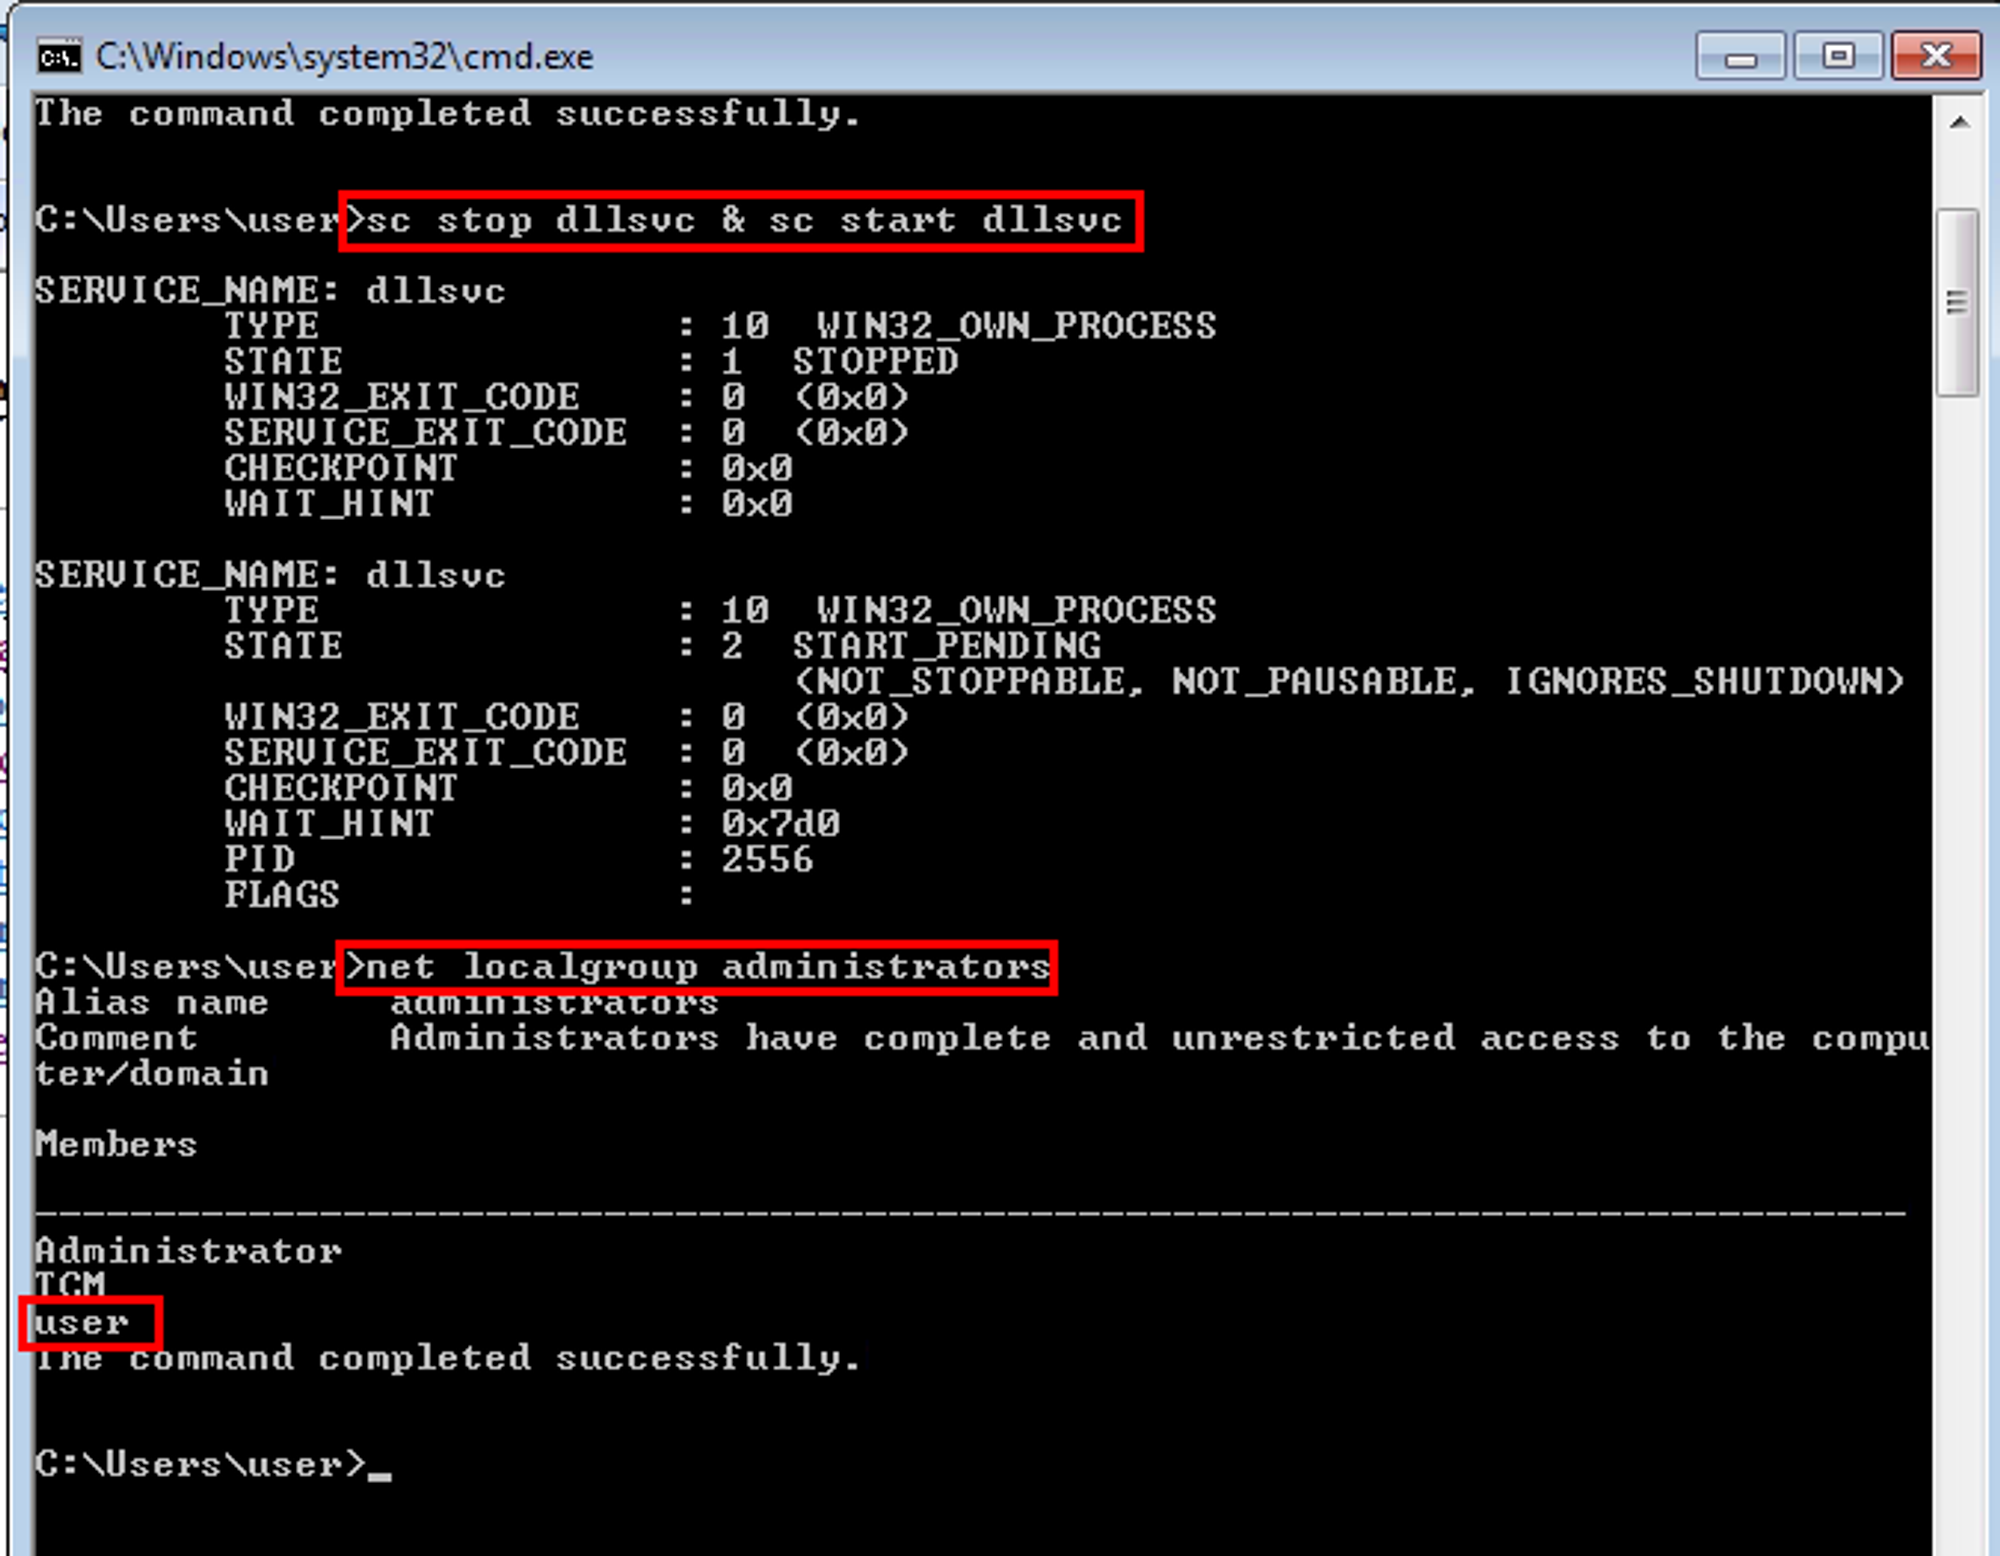 C:\Windows\system32\cmd.exe
The command completed successfully.
C:\Users\user>sc stop dllsvc & sc start dllsvc
SERVICE_NAME: dllsvc
TYPE : 10 WIN32_OWN_PROCESS
STATE : 1 STOPPED
WIN32_EXIT_CODE : 0 (0x0)
SERVICE_EXIT_CODE : 0 (0x0)
CHECKPOINT : 0x0
WAIT_HINT : 0x0
SERVICE_NAME: dllsvc
TYPE : 10 WIN32_OWN_PROCESS
STATE : 2 START_PENDING
(NOT_STOPPABLE, NOT_PAUSABLE, IGNORES_SHUTDOWN)
WIN32_EXIT_CODE : 0 (0x0)
SERVICE_EXIT_CODE : 0 (0x0)
CHECKPOINT : 0x0
WAIT_HINT : 0x7d0
PID : 2556
FLAGS :
C:\Users\user>net localgroup administrators
Alias name administrators
Comment Administrators have complete and unrestricted access to the compu
ter/domain
Members
-------------------------------------------------------------------------------
Administrator
TCM
user
The command completed successfully.
C:\Users\user>_